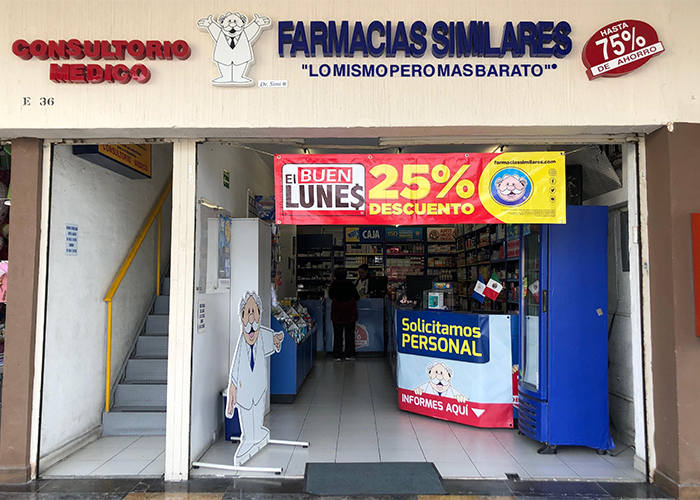 CONSULTORIO
MEDICO
Dr. Simi ®
FARMACIAS SIMILARES
"LO MISMO PERO MAS BARATO"®
HASTA
75%
DE AHORRO
E 36
CONSULTORIO
El
BUEN
LUNE$
25%
DESCUENTO
farmaciassimilares.com
CAJA
Solicitamos
PERSONAL
INFORMES AQUÍ